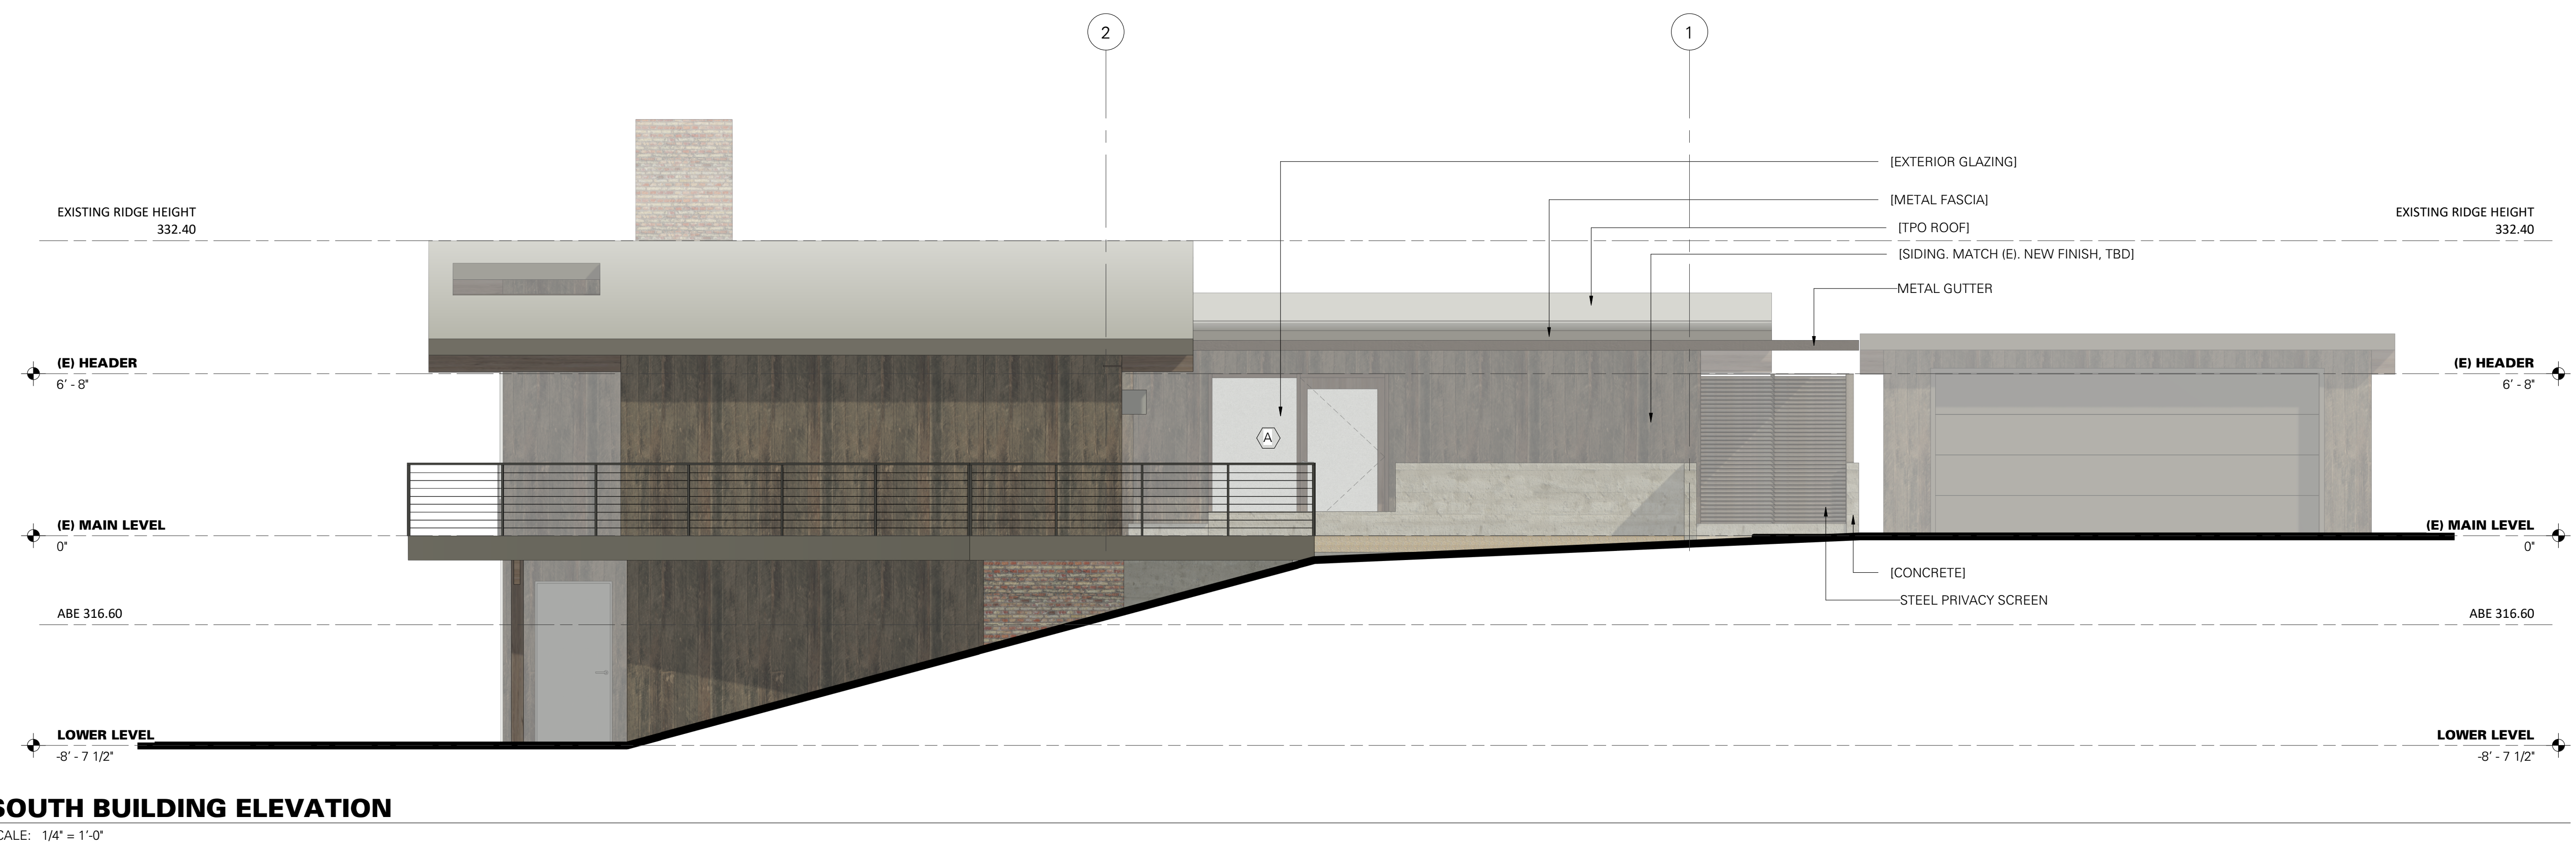 2
1
[EXTERIOR GLAZING]
[METAL FASCIA]
[TPO ROOF]
[SIDING. MATCH (E). NEW FINISH, TBD]
METAL GUTTER
EXISTING RIDGE HEIGHT
332.40
EXISTING RIDGE HEIGHT
332.40
(E) HEADER
6' - 8"
(E) HEADER
6' - 8"
A
(E) MAIN LEVEL
0"
(E) MAIN LEVEL
0"
[CONCRETE]
STEEL PRIVACY SCREEN
ABE 316.60
ABE 316.60
LOWER LEVEL
-8' - 7 1/2"
LOWER LEVEL
-8' - 7 1/2"
SOUTH BUILDING ELEVATION
CALE: 1/4" = 1'-0"